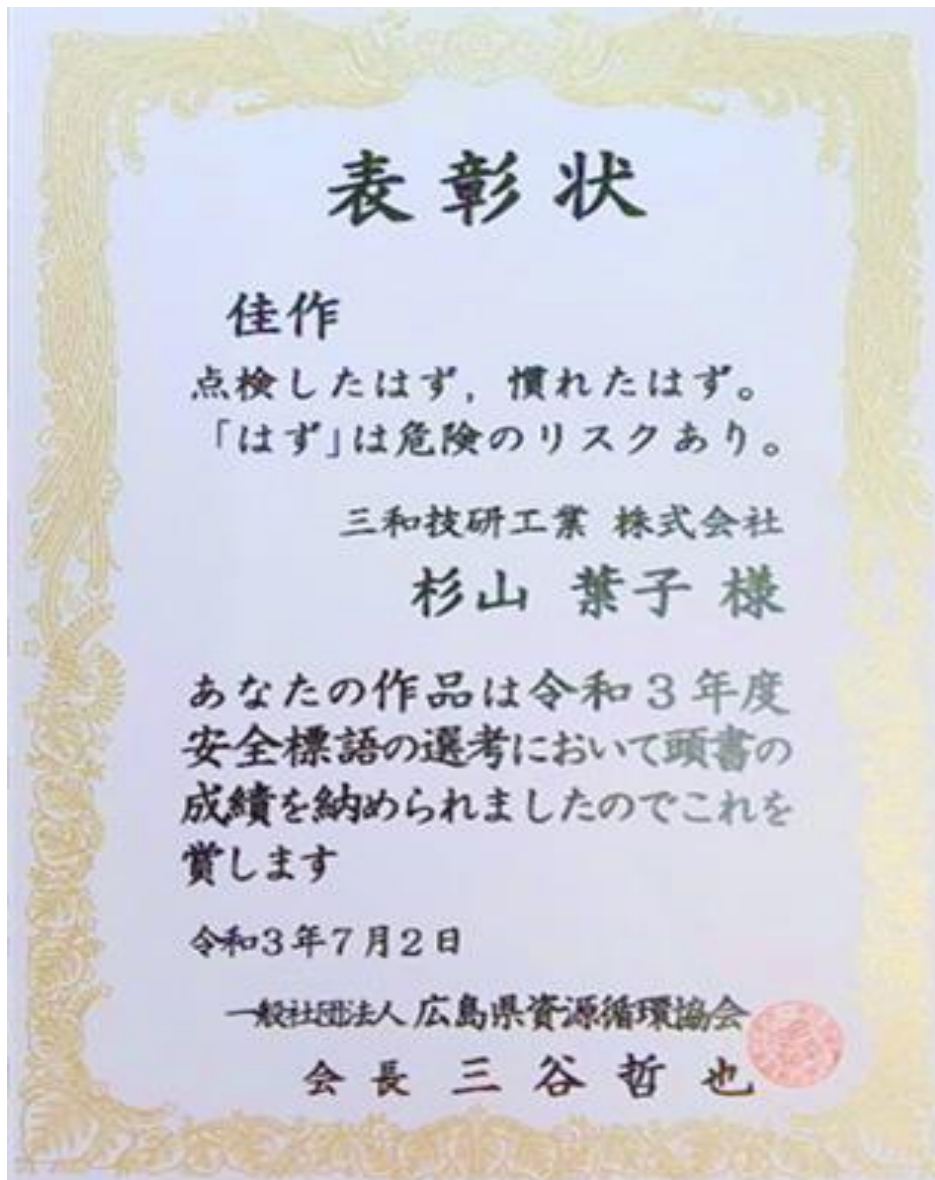 表彰状
佳作
点検したはず，慣れたはず。
「はず」は危険のリスクあり。
三和技研工業 株式会社
杉山 葉子 様
あなたの作品は令和3年度
安全標語の選考において頭書の
成績を納められましたのでこれを
賞します
令和3年7月2日
一般社団法人 広島県資源循環協会
会長 三谷哲也